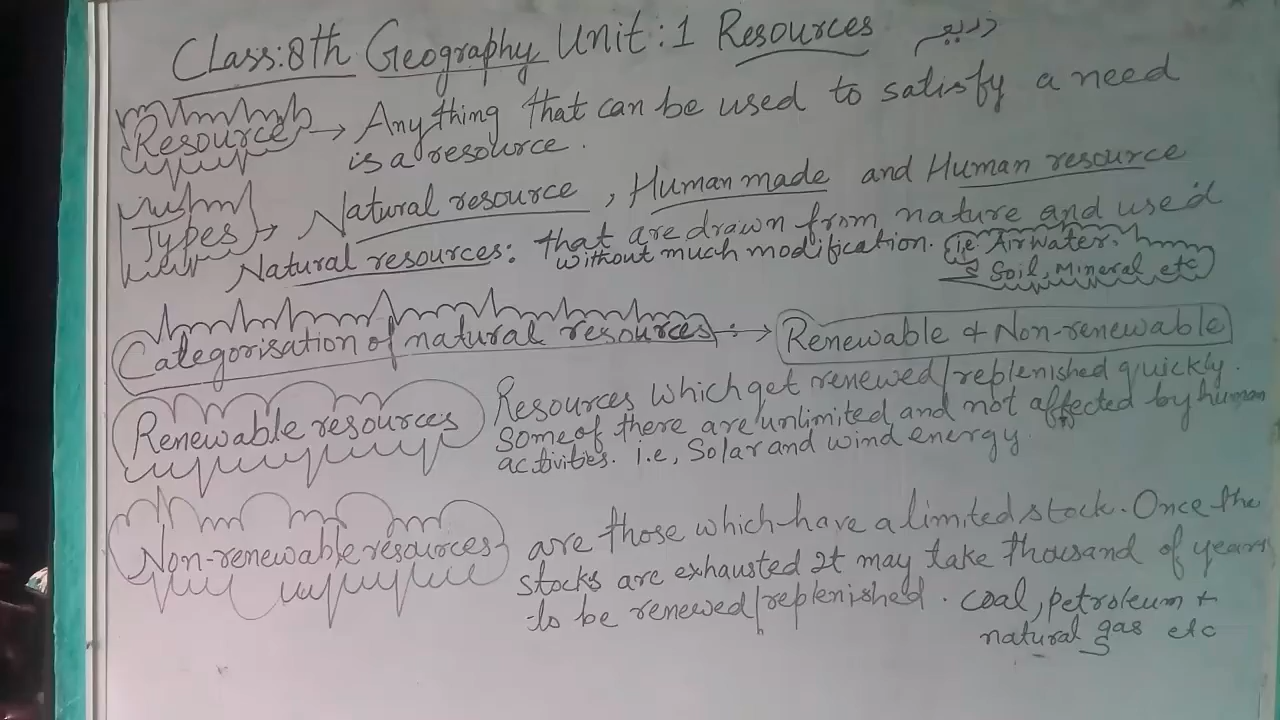 Class:8th Geography Unit:1 Resources
Resource → Anything that can be used to satisfy a need
is a resource.
Types → Natural resource, Human made and Human resource
Natural resources: that are drawn from nature and used
without much modification. (i.e Air water,
Soil, Mineral etc)
Categorisation of natural resources :→ Renewable & Non-renewable
Renewable resources
Resources which get renewed/replenished quickly.
Some of there are unlimited and not affected by human
activities. i.e, Solar and wind energy
Non-renewable resources
are those which have a limited stock. Once the
stocks are exhausted It may take thousand of years
to be renewed/replenished. coal, petroleum +
natural gas etc